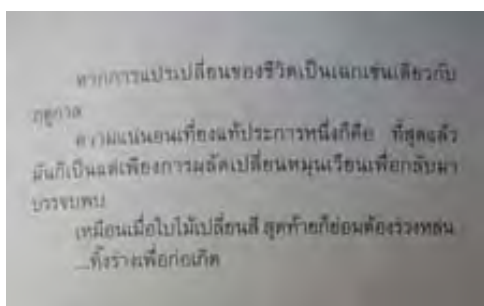 หากการแปรเปลี่ยนของชีวิตเป็นเฉกเช่นเดียวกับ
ฤดูกาล
ความแน่นอนเที่ยงแท้ประการหนึ่งก็คือ ที่สุดแล้ว
มันก็เป็นแต่เพียงการผลัดเปลี่ยนหมุนเวียนเพื่อกลับมา
บรรจบพบ
เหมือนเมื่อใบไม้เปลี่ยนสี สุดท้ายก็ย่อมต้องร่วงหล่น
...ทิ้งร่างเพื่อก่อเกิด